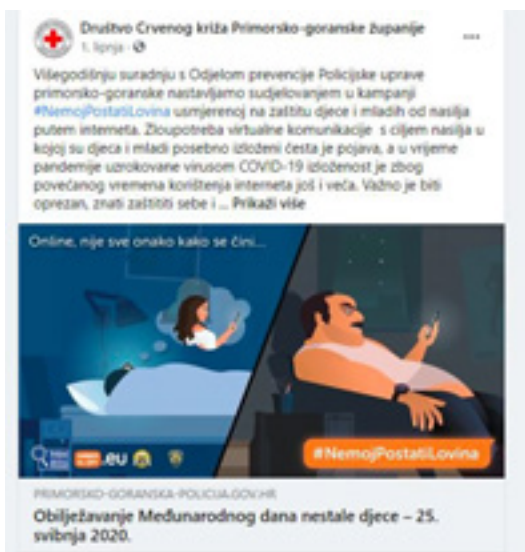 Društvo Crvenog križa Primorsko-goranske županije
1. lipnja ·
Višegodišnju suradnju s Odjelom prevencije Policijske uprave
primorsko-goranske nastavljamo sudjelovanjem u kampanji
#NemojPostatiLovina usmjerenoj na zaštitu djece i mladih od nasilja
putem interneta. Zloupotreba virtualne komunikacije s ciljem nasilja u
kojoj su djeca i mladi posebno izloženi česta je pojava, a u vrijeme
pandemije uzrokovane virusom COVID-19 izloženost je zbog
povećanog vremena korištenja interneta još i veća. Važno je biti
oprezan, znati zaštititi sebe i ... Prikaži više
Online, nije sve onako kako se čini...
.eu
#NemojPostatiLovina
PRIMORSKO-GORANSKA-POLICIJA.GOV.HR
Obilježavanje Međunarodnog dana nestale djece – 25.
svibnja 2020.